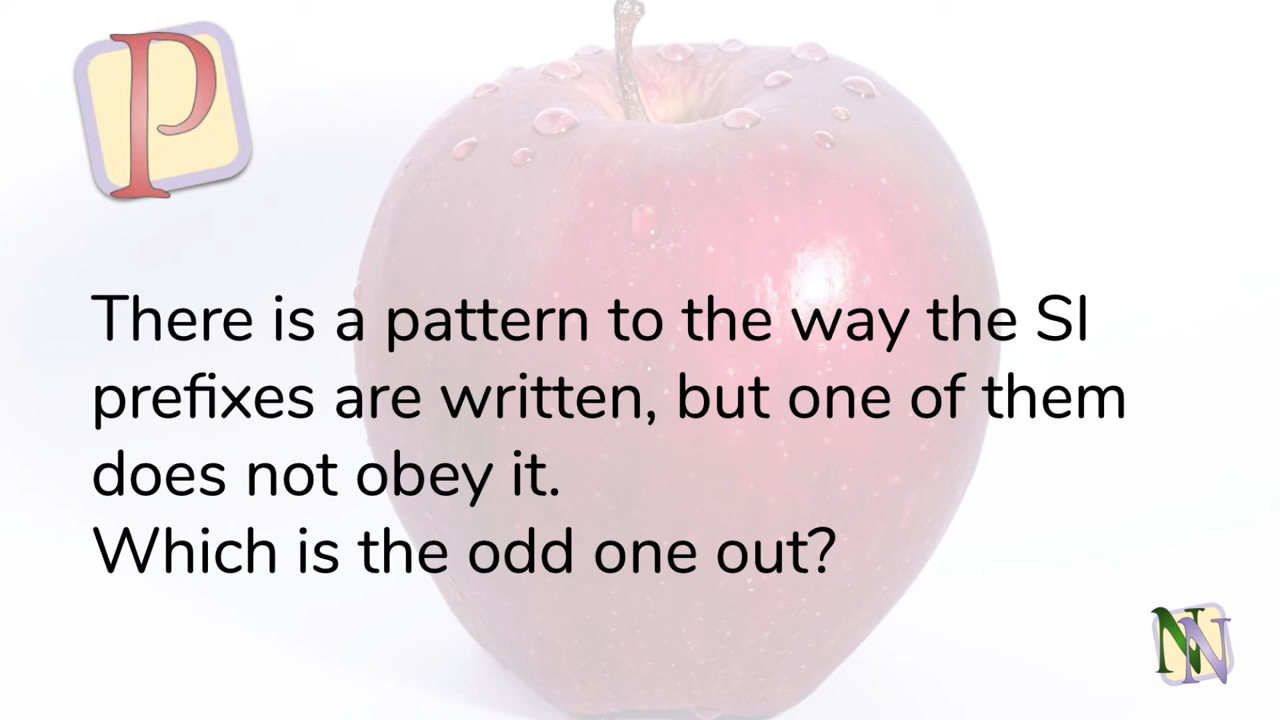 P
There is a pattern to the way the SI
prefixes are written, but one of them
does not obey it.
Which is the odd one out?
NN